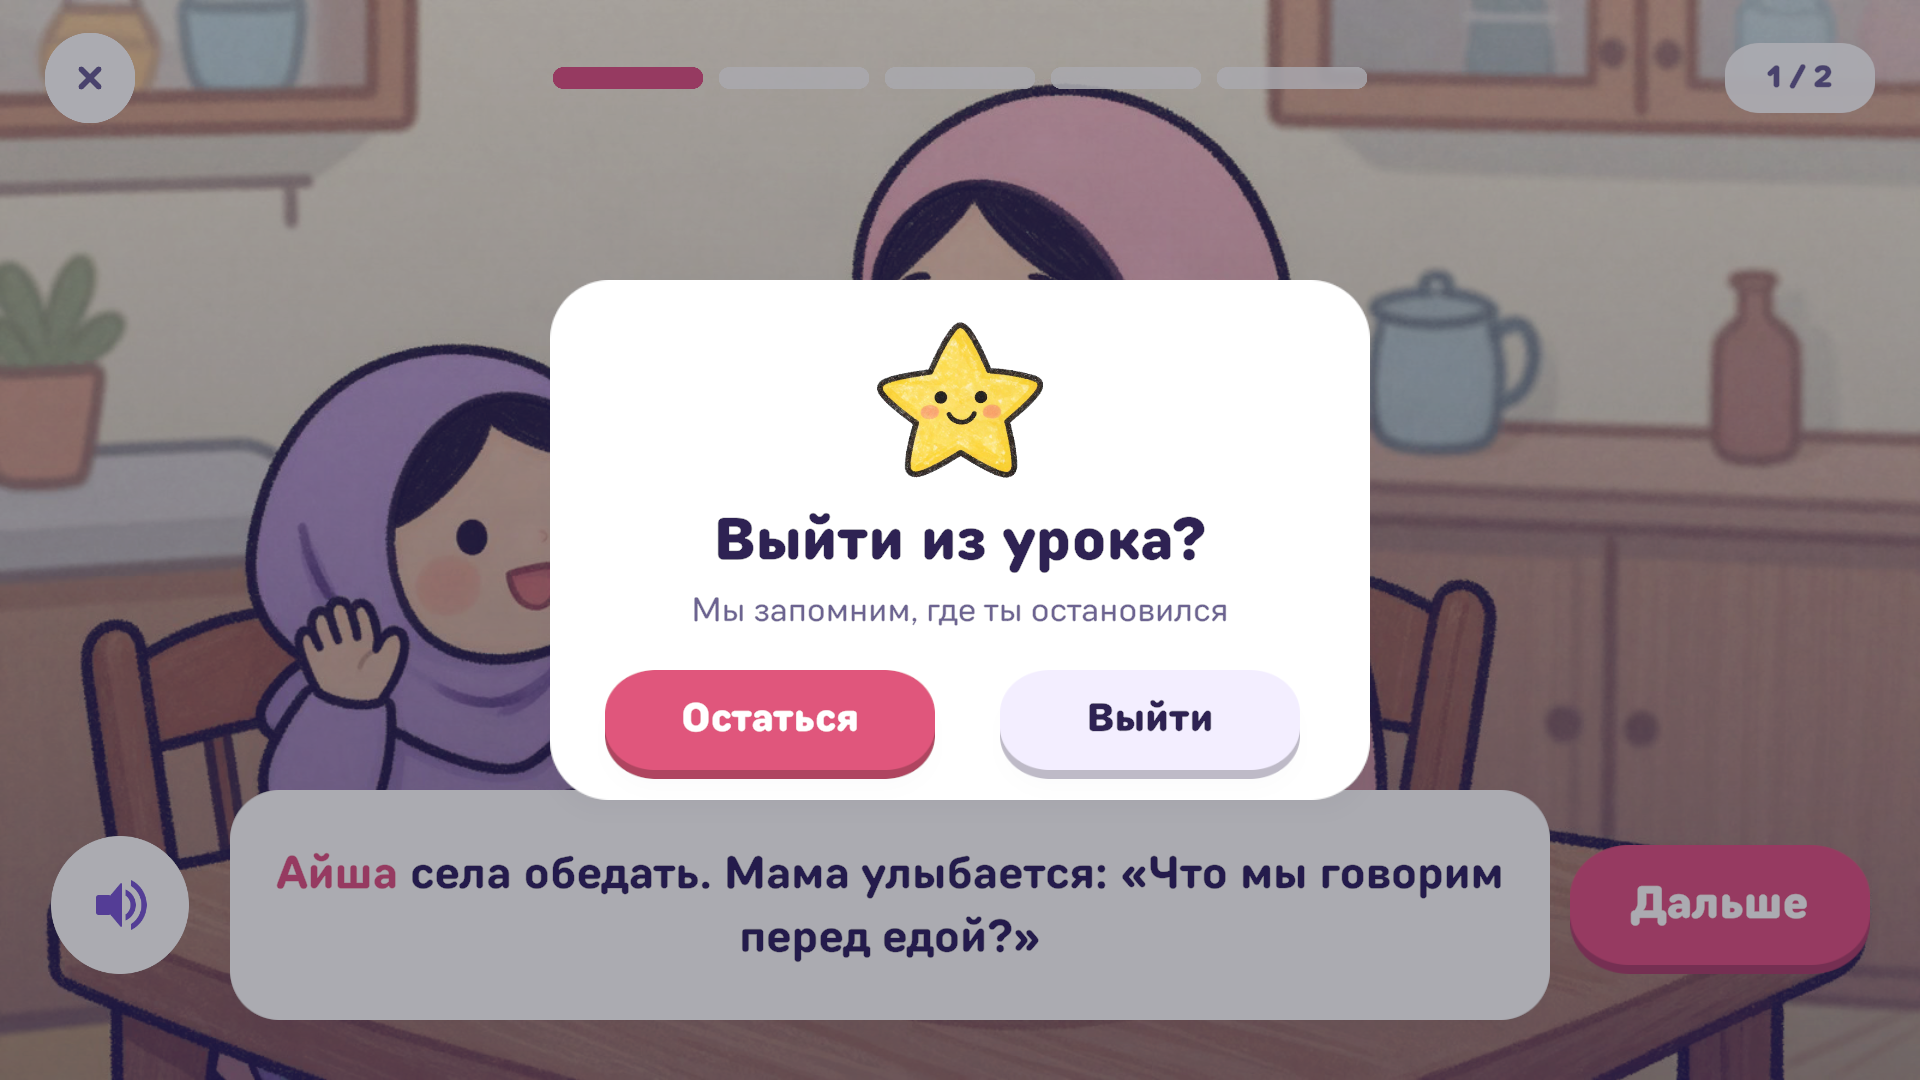 1 / 2
Выйти из урока?
Мы запомним, где ты остановился
Остаться
Выйти
Айша села обедать. Мама улыбается: «Что мы говорим
перед едой?»
Дальше